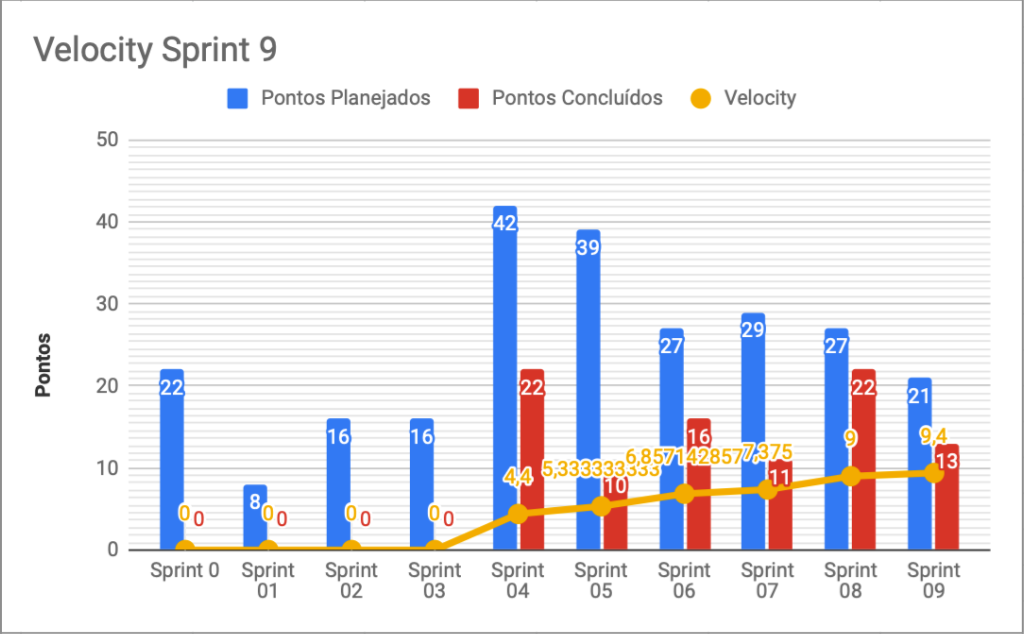 Velocity Sprint 9
Pontos Planejados Pontos Concluídos Velocity
Pontos
50
40
30
20
10
0
22
8
16
16
42
39
27
29
27
21
0
0
0
0
22
10
16
11
22
13
0
0
0
0
4,4
5,333333333
6,857142857
7,375
9
9,4
Sprint 0
Sprint 01
Sprint 02
Sprint 03
Sprint 04
Sprint 05
Sprint 06
Sprint 07
Sprint 08
Sprint 09